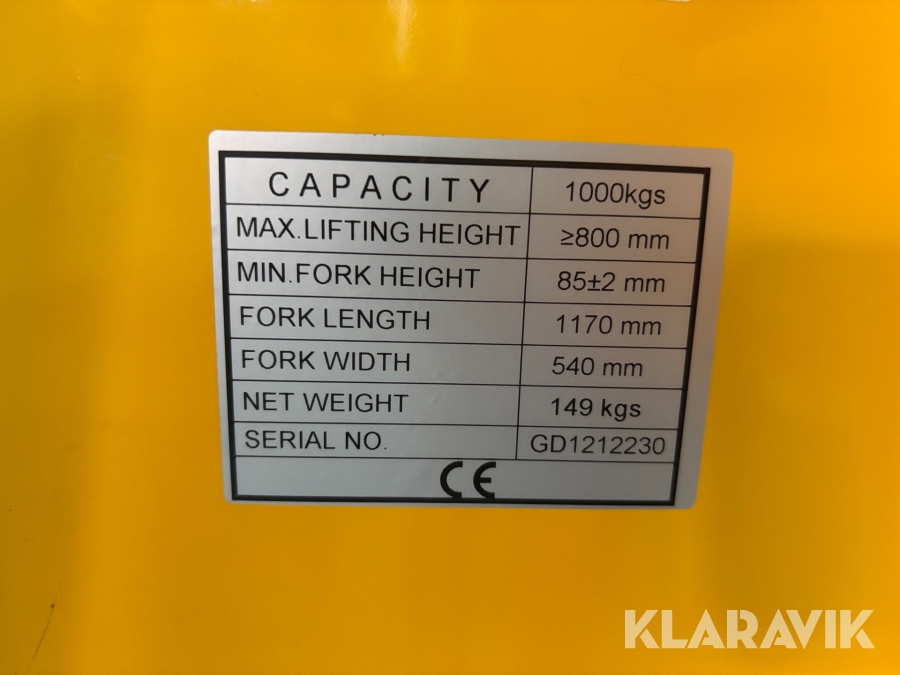 CAPACITY 1000kgs
MAX.LIFTING HEIGHT ≥800 mm
MIN.FORK HEIGHT 85±2 mm
FORK LENGTH 1170 mm
FORK WIDTH 540 mm
NET WEIGHT 149 kgs
SERIAL NO. GD1212230
CE
KLARAVIK